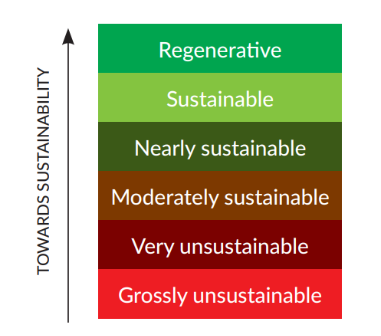 TOWARDS SUSTAINABILITY
Regenerative
Sustainable
Nearly sustainable
Moderately sustainable
Very unsustainable
Grossly unsustainable